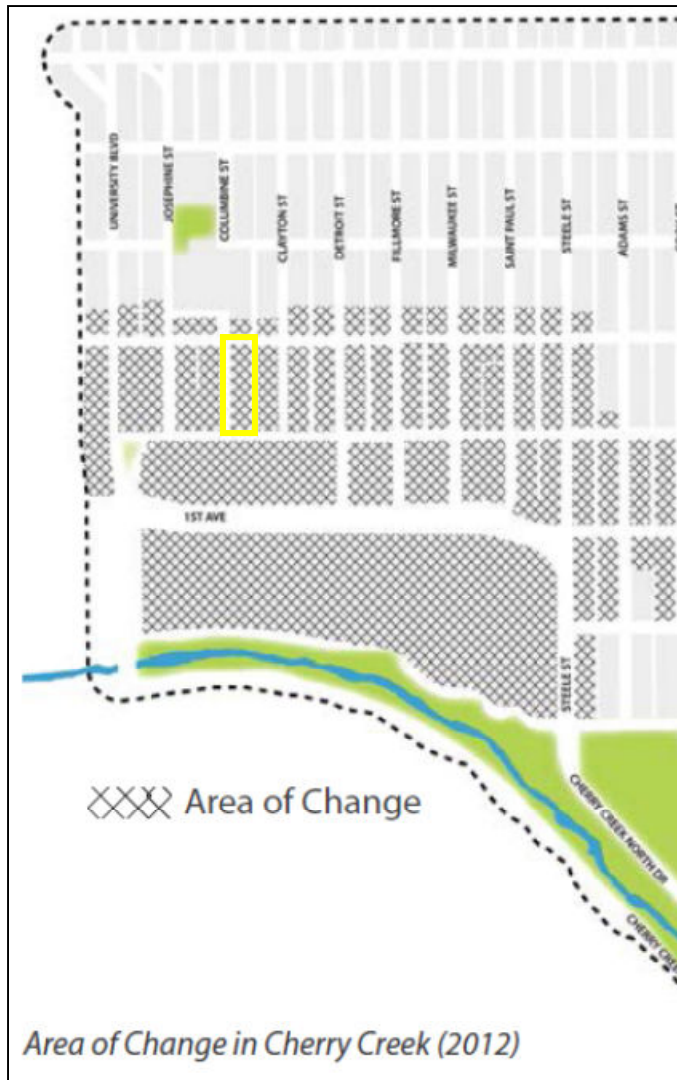 UNIVERSITY BLVD
JOSEPHINE ST
COLUMBINE ST
CLAYTON ST
DETROIT ST
FILLMORE ST
MILWAUKEE ST
SAINT PAUL ST
STEELE ST
ADAMS ST
1ST AVE
STEELE ST
Area of Change
CHERRY CREEK NORTH DR
CHERRY CREE
Area of Change in Cherry Creek (2012)